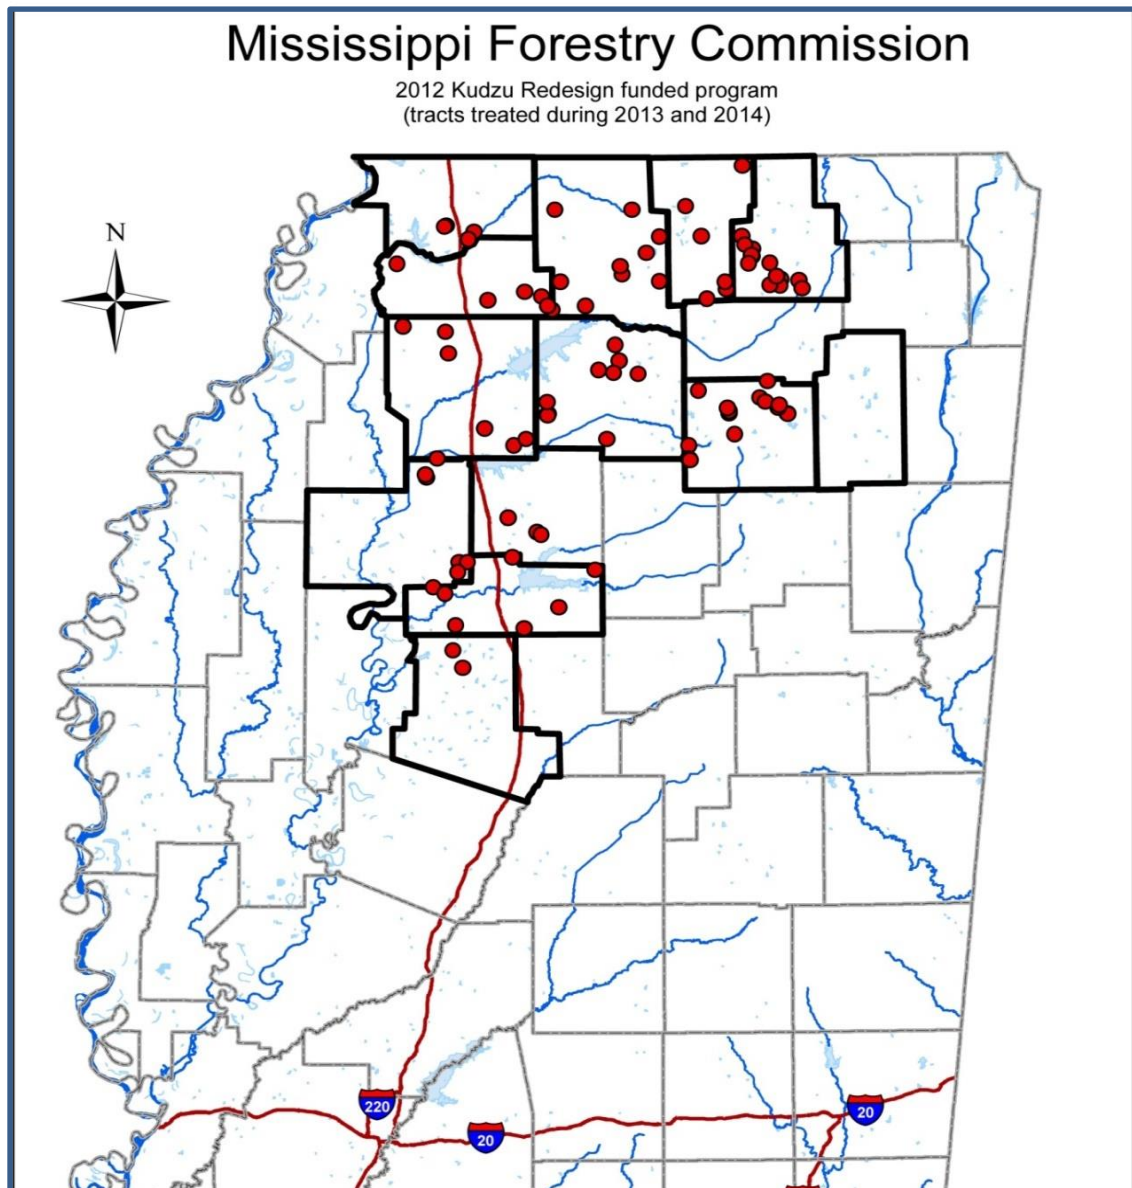 Mississippi Forestry Commission
2012 Kudzu Redesign funded program
(tracts treated during 2013 and 2014)
N
220
20
20